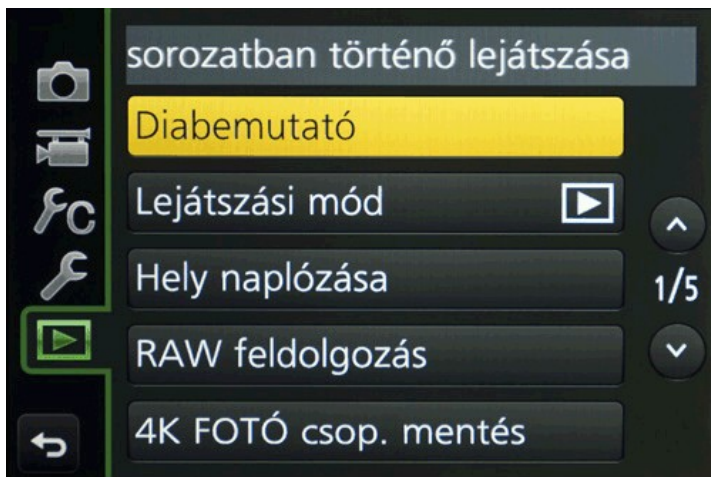 sorozatban történő lejátszása
Diabemutató
Lejátszási mód
Hely naplózása
1/5
RAW feldolgozás
4K FOTÓ csop. mentés
C